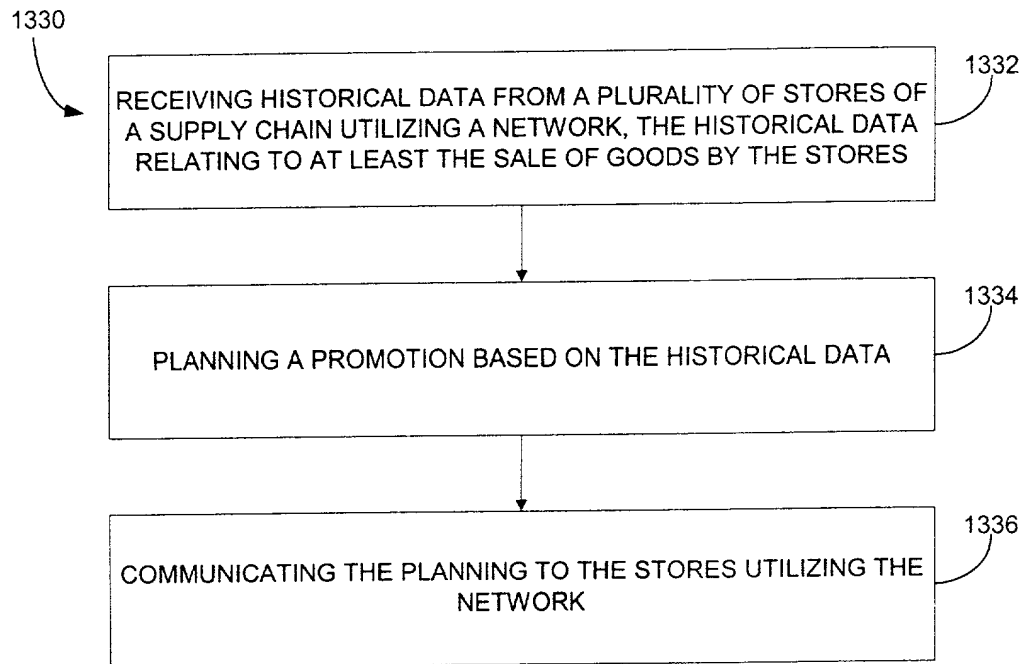 1330
1332
RECEIVING HISTORICAL DATA FROM A PLURALITY OF STORES OF
A SUPPLY CHAIN UTILIZING A NETWORK, THE HISTORICAL DATA
RELATING TO AT LEAST THE SALE OF GOODS BY THE STORES
1334
PLANNING A PROMOTION BASED ON THE HISTORICAL DATA
1336
COMMUNICATING THE PLANNING TO THE STORES UTILIZING THE
NETWORK